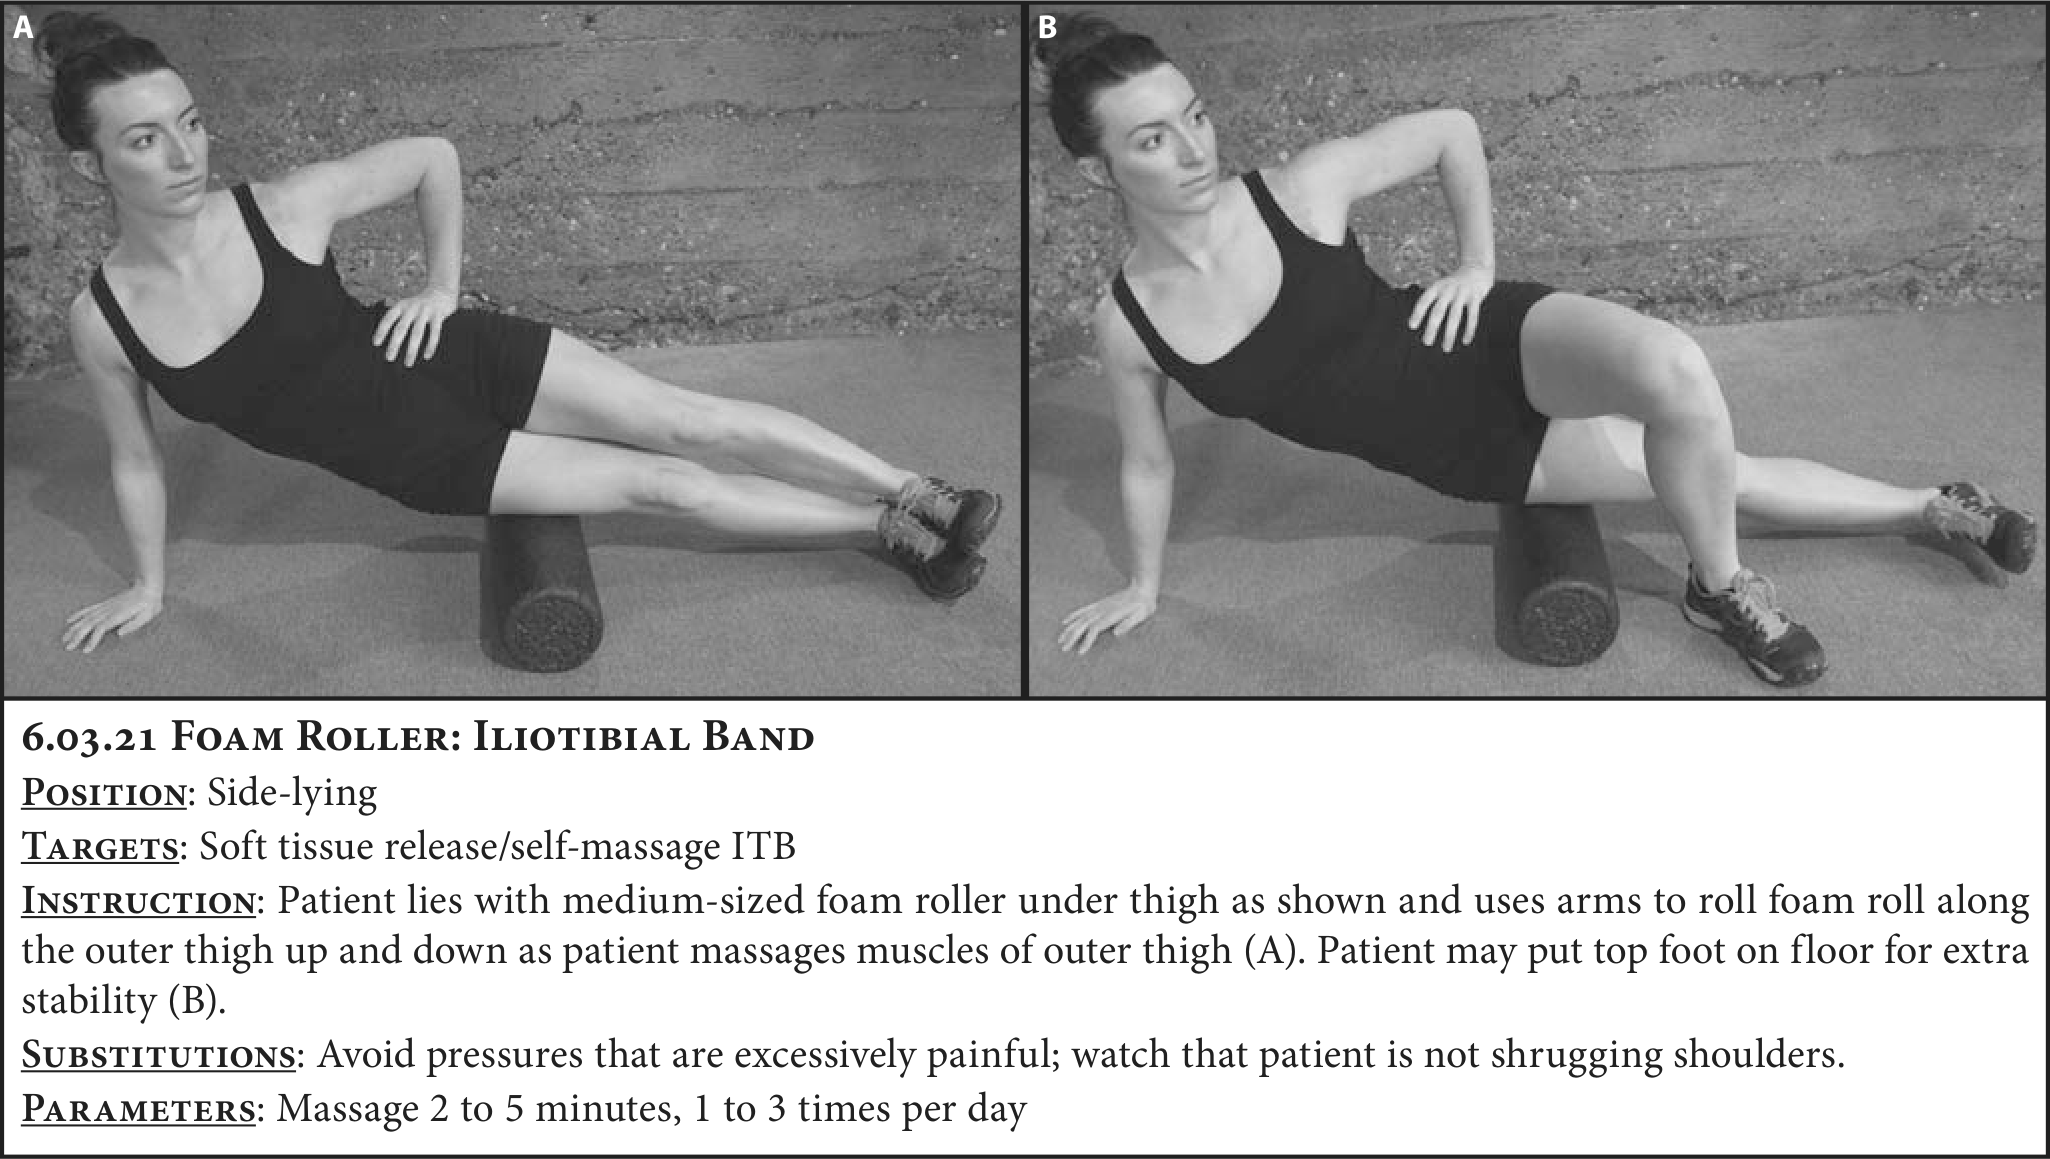 A
B
6.03.21 Foam Roller: Iliotibial Band
Position: Side-lying
Targets: Soft tissue release/self-massage ITB
Instruction: Patient lies with medium-sized foam roller under thigh as shown and uses arms to roll foam roll along
the outer thigh up and down as patient massages muscles of outer thigh (A). Patient may put top foot on floor for extra
stability (B).
Substitutions: Avoid pressures that are excessively painful; watch that patient is not shrugging shoulders.
Parameters: Massage 2 to 5 minutes, 1 to 3 times per day